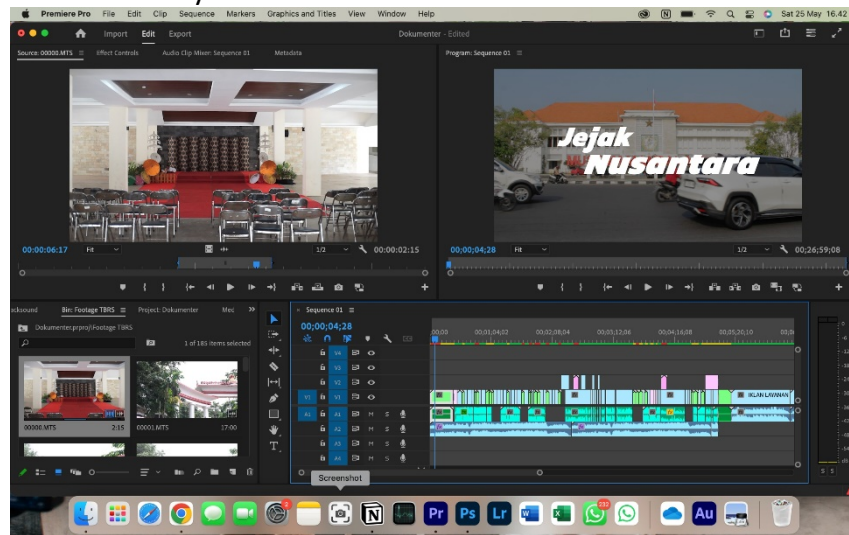 Premiere Pro File Edit Clip Sequence Markers Graphics and Titles View Window Help Sat 25 May 16.42
Import Edit Export Dokumenter - Edited
Source: 00000.MTS Effect Controls Audio Clip Mixer: Sequence 01 Metadata Program: Sequence 01
Jejak
Nusantara
00:00:06:17 Fit 1/2 00:00:02:15 00;00;04;28 Fit 1/2 00;26;59;08
Bin: Footage TBRS Project: Dokumenter Sequence 01
Dokumenter.prproj\Footage TBRS 00;00;04;28
1 of 185 items selected
00000.MTS 2:15 00001.MTS 17:00
;00;00 00;01;04;02 00;02;08;04 00;03;12;06 00;04;16;08 00;05;20;10
V4
V3
V2
V1 V1 IKLAN LAYANAN
A1 A1 M S
A2 M S
A3 M S
M S
S S
Screenshot
Pr Ps Lr W X 232 Au